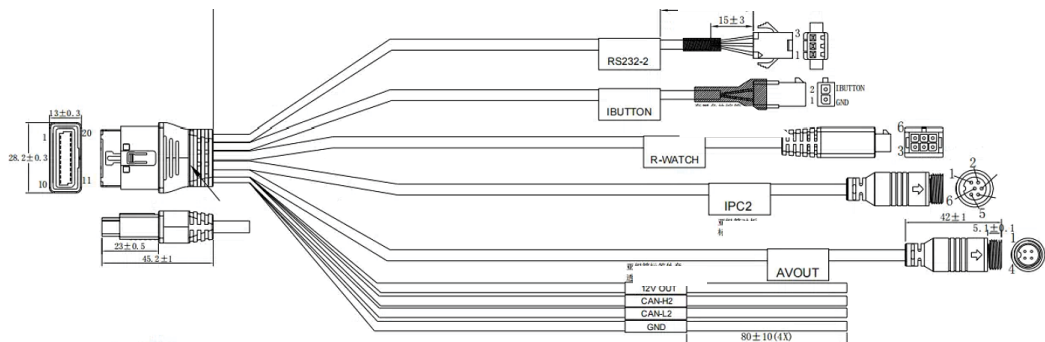 15±3
3
1
RS232-2
2
1
IBUTTON
GND
IBUTTON
13±0.3
1
20
28.2±0.3
10
11
R-WATCH
6
3
1
2
6
5
IPC2
42±1
5.1±0.1
1
4
AVOUT
23±0.5
45.2±1
12V OUT
CAN-H2
CAN-L2
GND
80±10(4X)